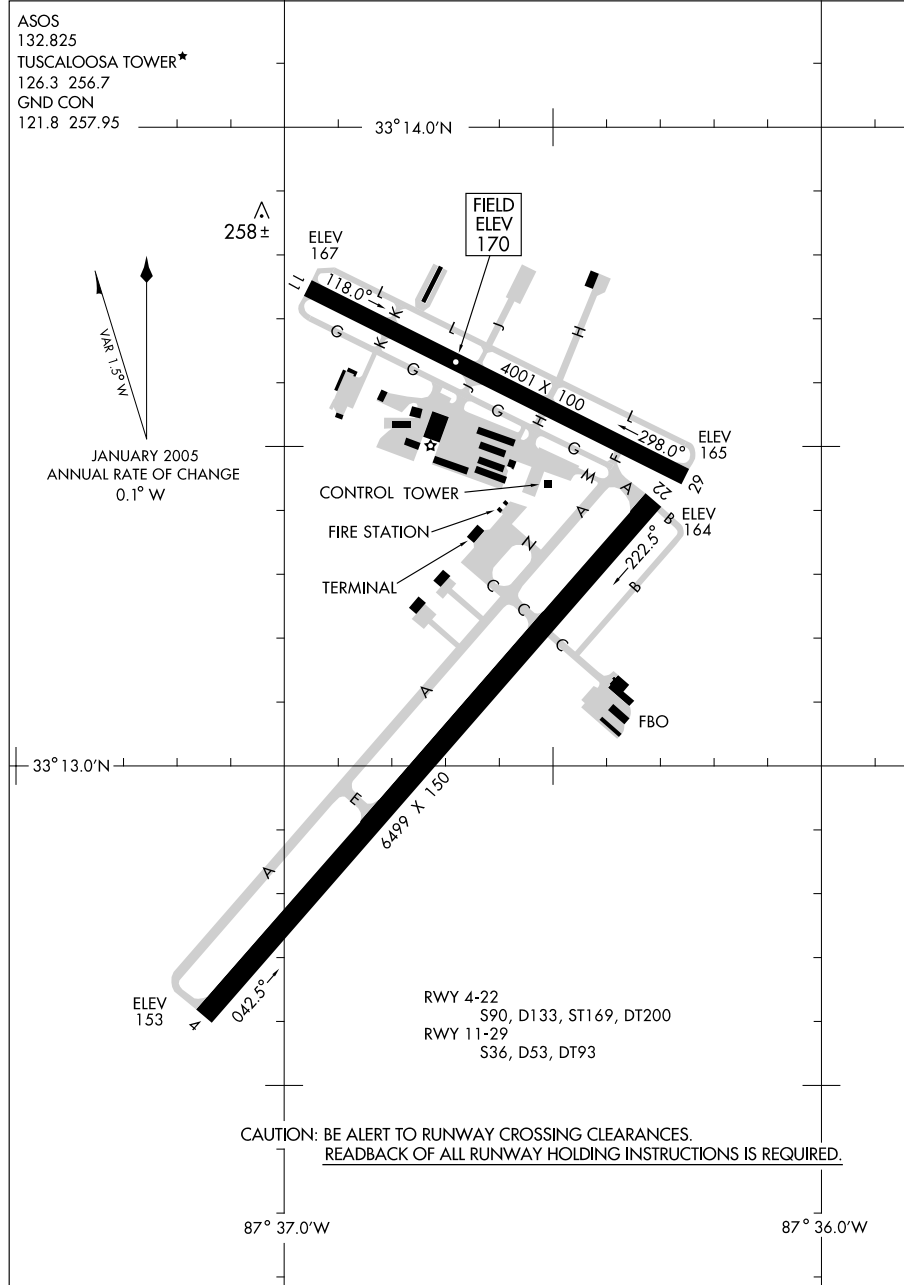 ASOS
132.825
TUSCALOOSA TOWER★
126.3 256.7
GND CON
121.8 257.95
33° 14.0'N
258 ±
FIELD
ELEV
170
ELEV
167
11
118.0°
L
K
L
J
H
G
K
G
J
G
H
G
4001 X 100
L
298.0°
F
ELEV
165
29
VAR 1.5° W
JANUARY 2005
ANNUAL RATE OF CHANGE
0.1° W
CONTROL TOWER
M
A
22
ELEV
164
B
FIRE STATION
A
N
222.5°
TERMINAL
C
C
B
C
A
FBO
33° 13.0'N
E
6499 X 150
A
ELEV
153
4
042.5°
RWY 4-22
S90, D133, ST169, DT200
RWY 11-29
S36, D53, DT93
CAUTION: BE ALERT TO RUNWAY CROSSING CLEARANCES.
READBACK OF ALL RUNWAY HOLDING INSTRUCTIONS IS REQUIRED.
87° 37.0'W
87° 36.0'W